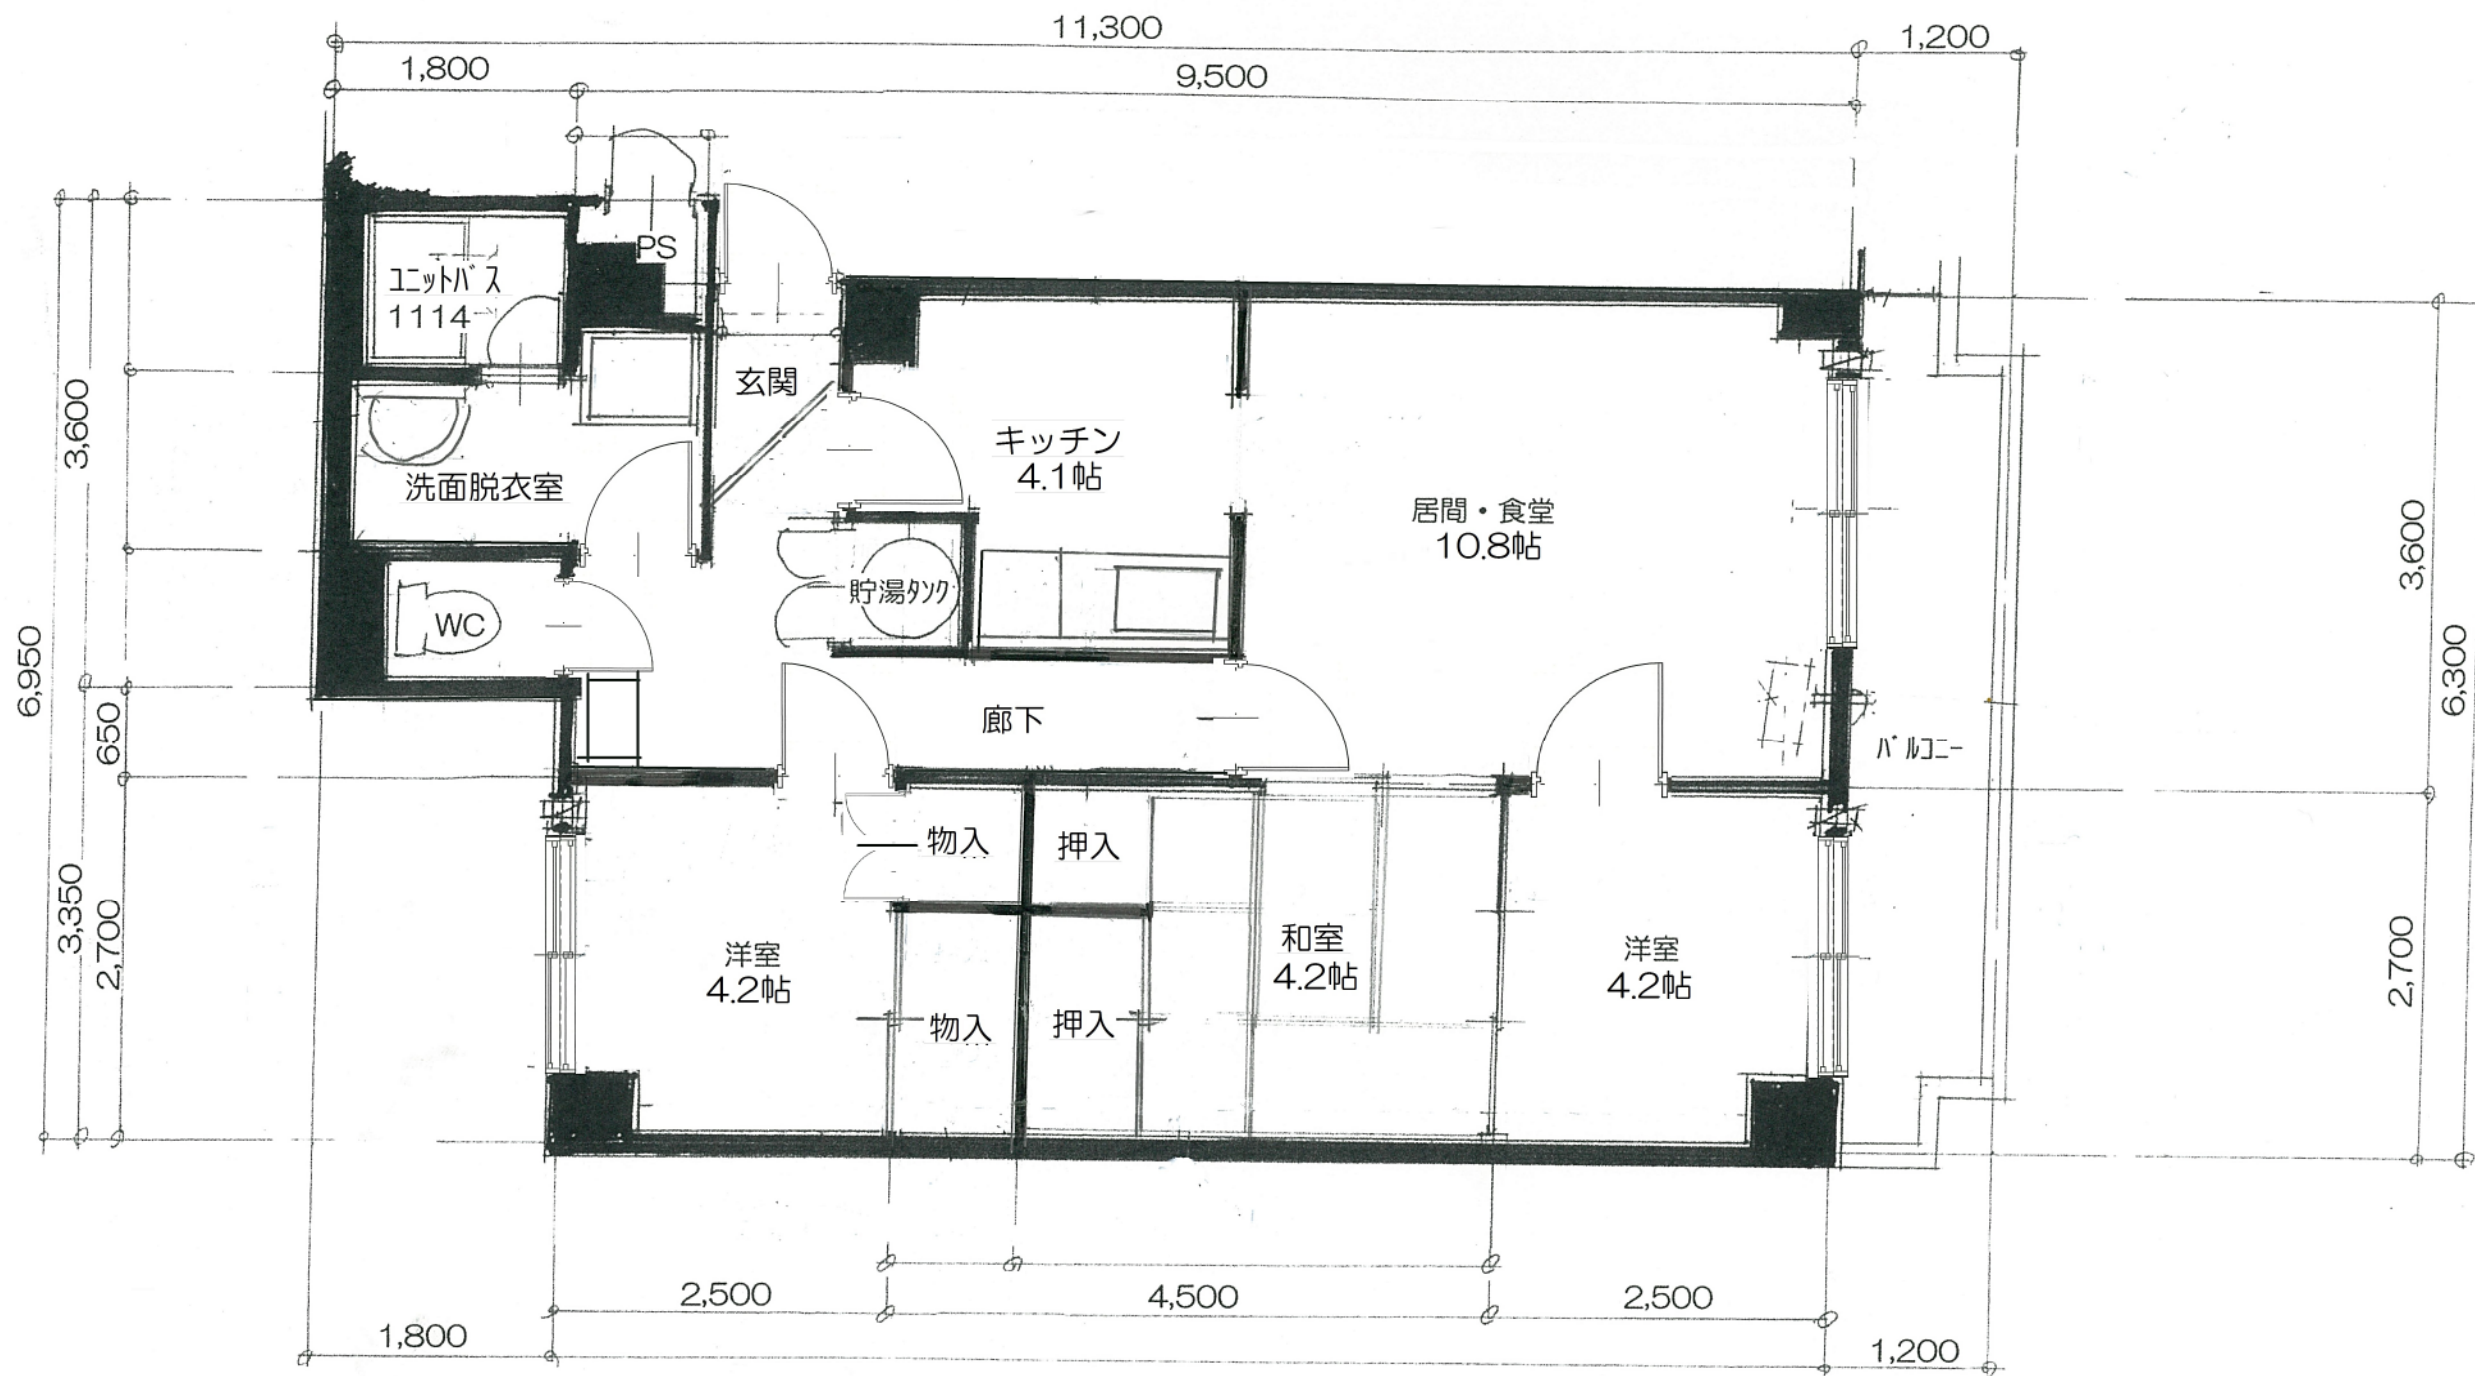 11,300
1,200
1,800
9,500
PS
ユニットバス
1114
玄関
キッチン
4.1帖
洗面脱衣室
居間・食堂
10.8帖
貯湯タンク
WC
廊下
バルコニー
物入
押入
洋室
4.2帖
物入
押入
和室
4.2帖
洋室
4.2帖
3,600
6,950
650
3,350
2,700
3,600
6,300
2,700
2,500
4,500
2,500
1,800
1,200